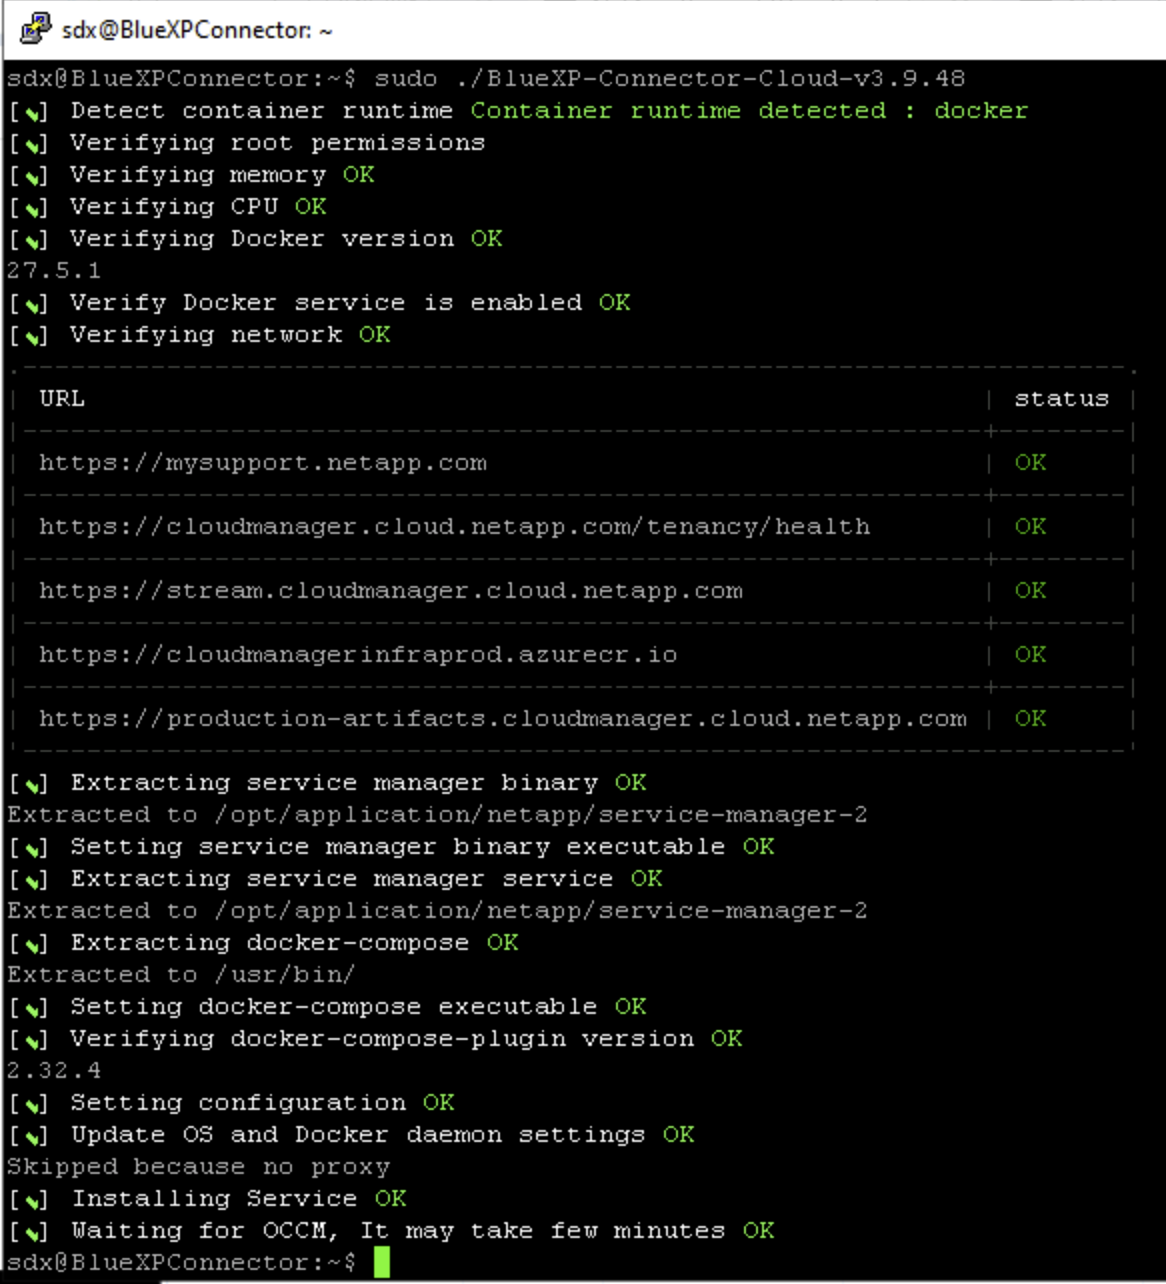 sdx@BlueXPConnector: ~
sdx@BlueXPConnector:~$ sudo ./BlueXP-Connector-Cloud-v3.9.48
[✔] Detect container runtime Container runtime detected : docker
[✔] Verifying root permissions
[✔] Verifying memory OK
[✔] Verifying CPU OK
[✔] Verifying Docker version OK
27.5.1
[✔] Verify Docker service is enabled OK
[✔] Verifying network OK
URL | status
https://mysupport.netapp.com | OK
https://cloudmanager.cloud.netapp.com/tenancy/health | OK
https://stream.cloudmanager.cloud.netapp.com | OK
https://cloudmanagerinfraprod.azurecr.io | OK
https://production-artifacts.cloudmanager.cloud.netapp.com | OK
[✔] Extracting service manager binary OK
Extracted to /opt/application/netapp/service-manager-2
[✔] Setting service manager binary executable OK
[✔] Extracting service manager service OK
Extracted to /opt/application/netapp/service-manager-2
[✔] Extracting docker-compose OK
Extracted to /usr/bin/
[✔] Setting docker-compose executable OK
[✔] Verifying docker-compose-plugin version OK
2.32.4
[✔] Setting configuration OK
[✔] Update OS and Docker daemon settings OK
Skipped because no proxy
[✔] Installing Service OK
[✔] Waiting for OCCM, It may take few minutes OK
sdx@BlueXPConnector:~$